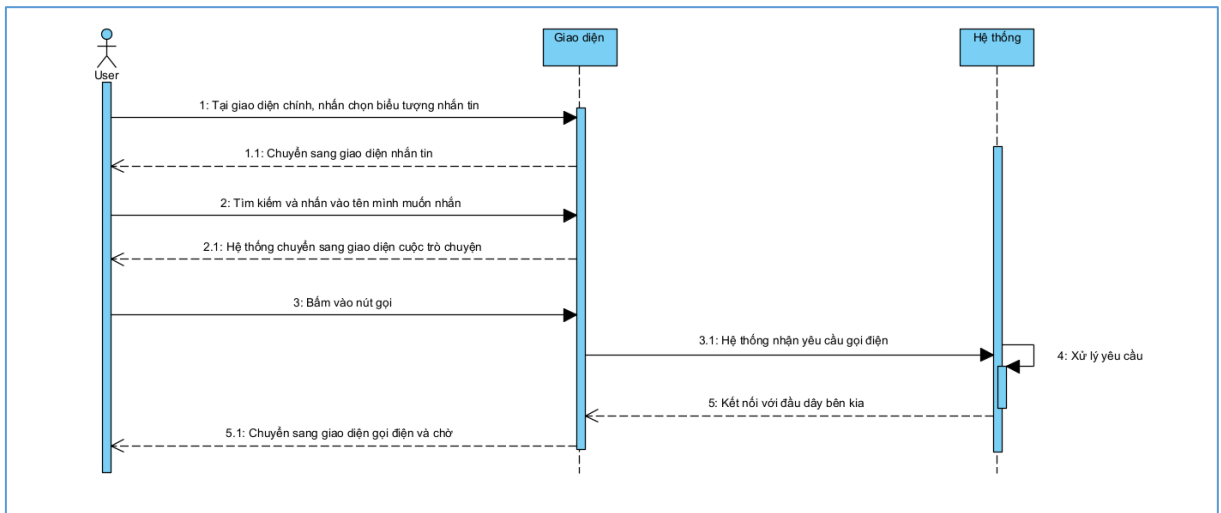 Giao diện
Hệ thống
User
1: Tại giao diện chính, nhấn chọn biểu tượng nhắn tin
1.1: Chuyển sang giao diện nhắn tin
2: Tìm kiếm và nhấn vào tên mình muốn nhắn
2.1: Hệ thống chuyển sang giao diện cuộc trò chuyện
3: Bấm vào nút gọi
3.1: Hệ thống nhận yêu cầu gọi điện
4: Xử lý yêu cầu
5: Kết nối với đầu dây bên kia
5.1: Chuyển sang giao diện gọi điện và chờ